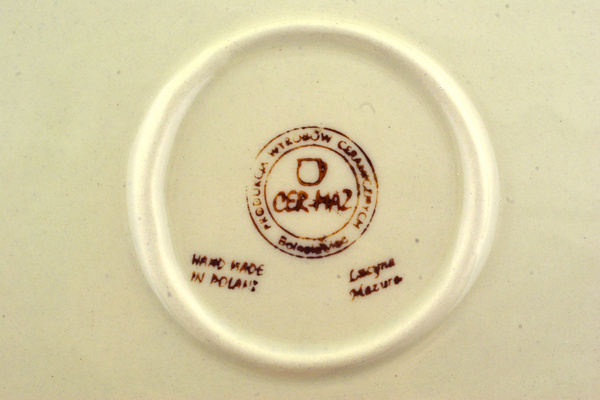 PRODUKCJA WYROBÓW CERAMICZNYCH
CER-MAZ
Bolesławiec
HAND MADE
IN POLAND
Lucyna
Mazur